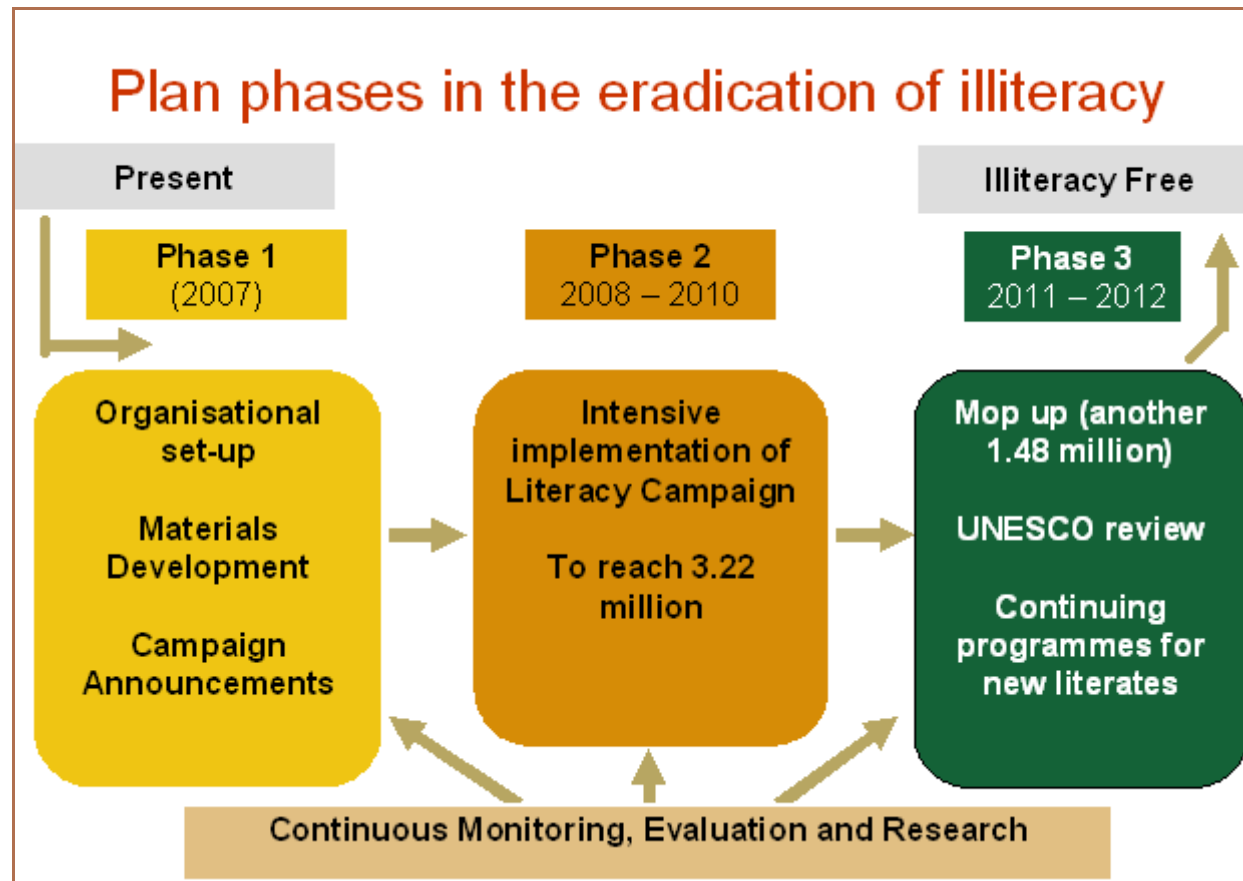 Plan phases in the eradication of illiteracy
Present
Illiteracy Free
Phase 1
(2007)
Phase 2
2008 – 2010
Phase 3
2011 – 2012
Organisational
set-up
Materials
Development
Campaign
Announcements
Intensive
implementation of
Literacy Campaign
To reach 3.22
million
Mop up (another
1.48 million)
UNESCO review
Continuing
programmes for
new literates
Continuous Monitoring, Evaluation and Research